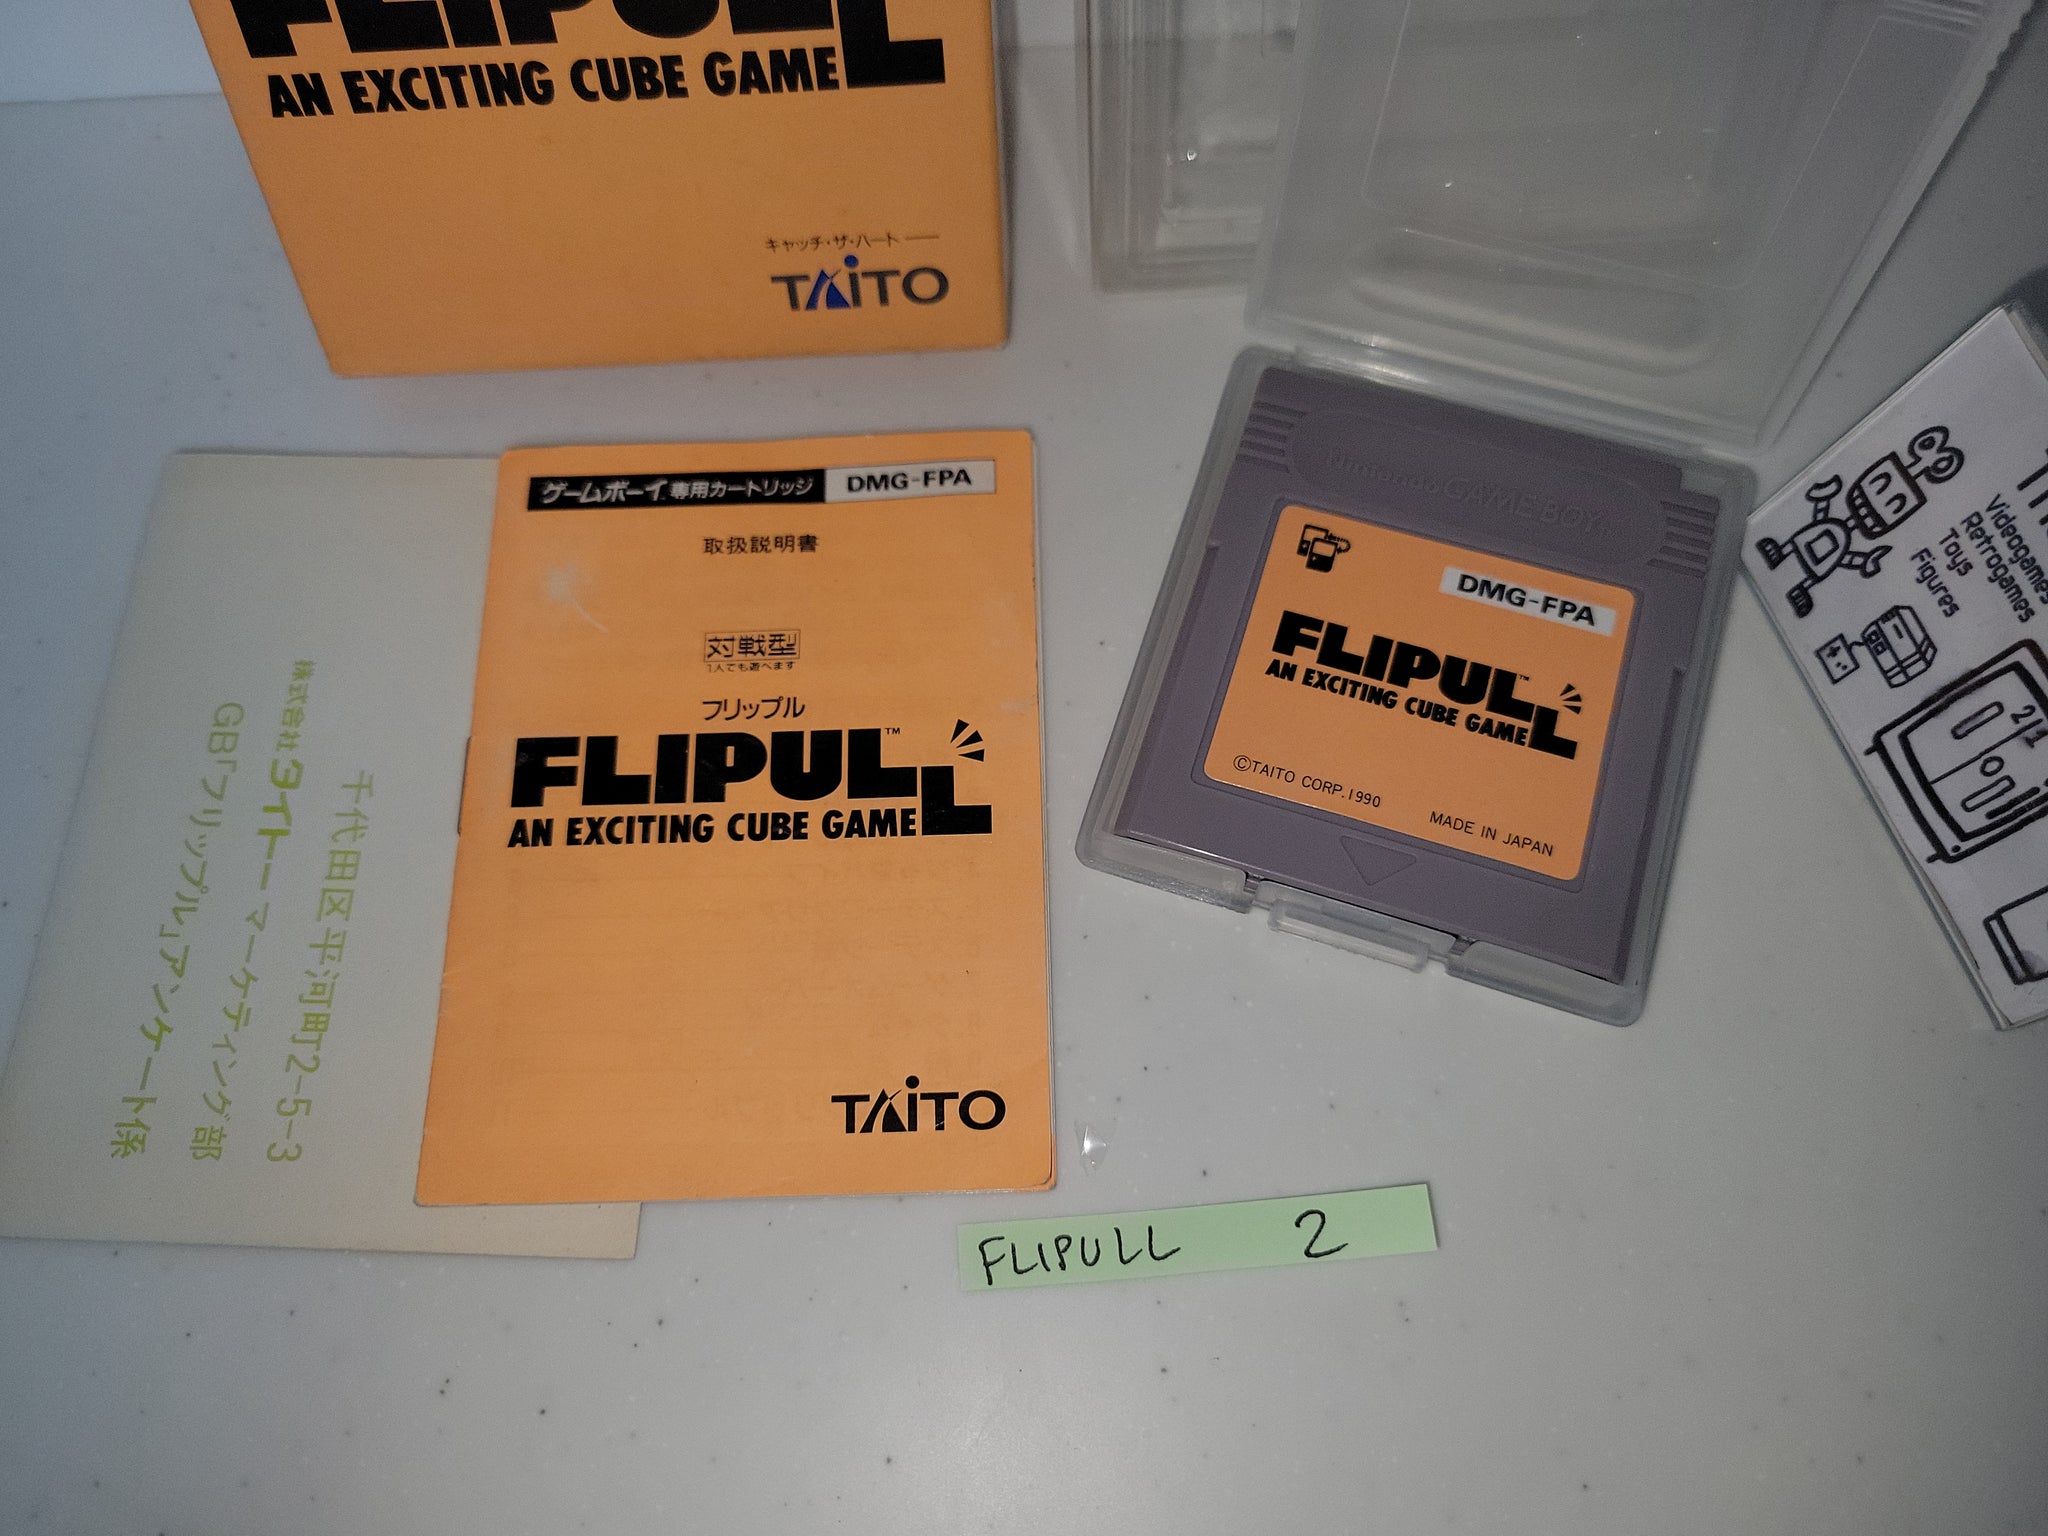 FLIPULL
AN EXCITING CUBE GAME
キャッチ・ザ・ハート
TAITO
ゲームボーイ専用カートリッジ DMG-FPA
取扱説明書
対戦型
1人でも遊べます
フリップル
FLIPULL™
AN EXCITING CUBE GAME
TAITO
千代田区平河町2-5-3
株式会社タイトー マーケティング部
GB「フリップル」アンケート係
Nintendo GAME BOY
DMG-FPA
FLIPULL™
AN EXCITING CUBE GAME
©TAITO CORP.1990
MADE IN JAPAN
Videogames
Retrogames
Toys
Figures
FLIPULL 2